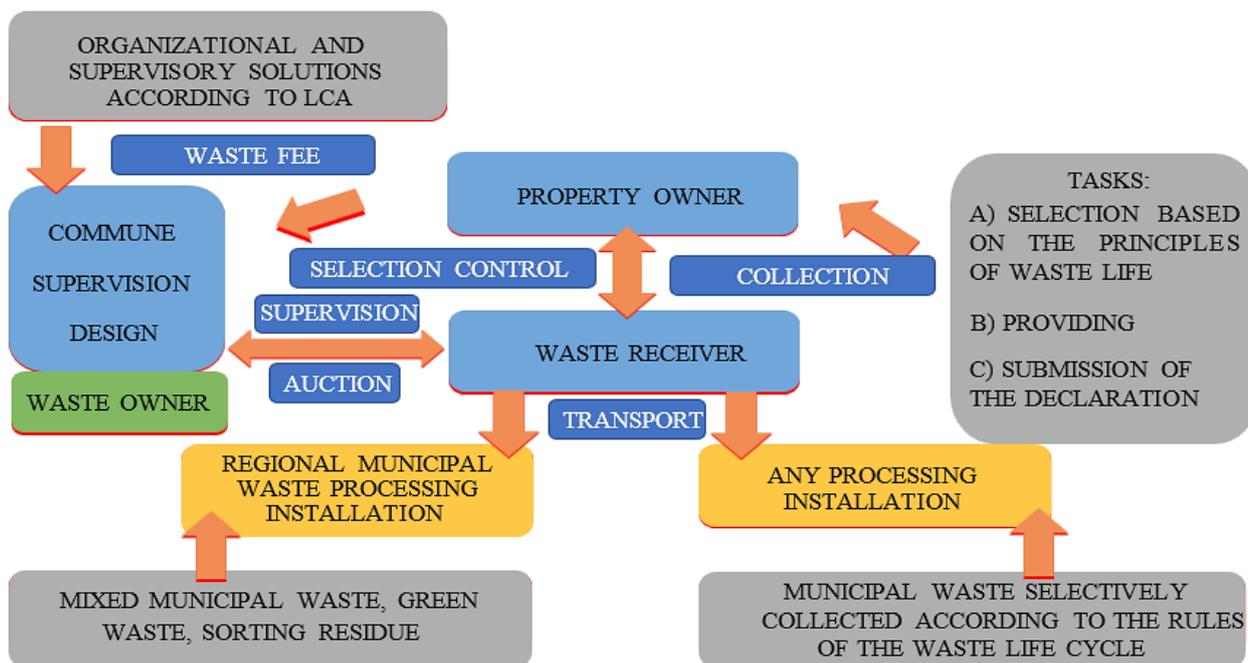 ORGANIZATIONAL AND
SUPERVISORY SOLUTIONS
ACCORDING TO LCA
WASTE FEE
COMMUNE
SUPERVISION
DESIGN
WASTE OWNER
PROPERTY OWNER
SELECTION CONTROL
COLLECTION
SUPERVISION
AUCTION
WASTE RECEIVER
TRANSPORT
TASKS:
A) SELECTION BASED
ON THE PRINCIPLES
OF WASTE LIFE
B) PROVIDING
C) SUBMISSION OF
THE DECLARATION
REGIONAL MUNICIPAL
WASTE PROCESSING
INSTALLATION
ANY PROCESSING
INSTALLATION
MIXED MUNICIPAL WASTE, GREEN
WASTE, SORTING RESIDUE
MUNICIPAL WASTE SELECTIVELY
COLLECTED ACCORDING TO THE RULES
OF THE WASTE LIFE CYCLE